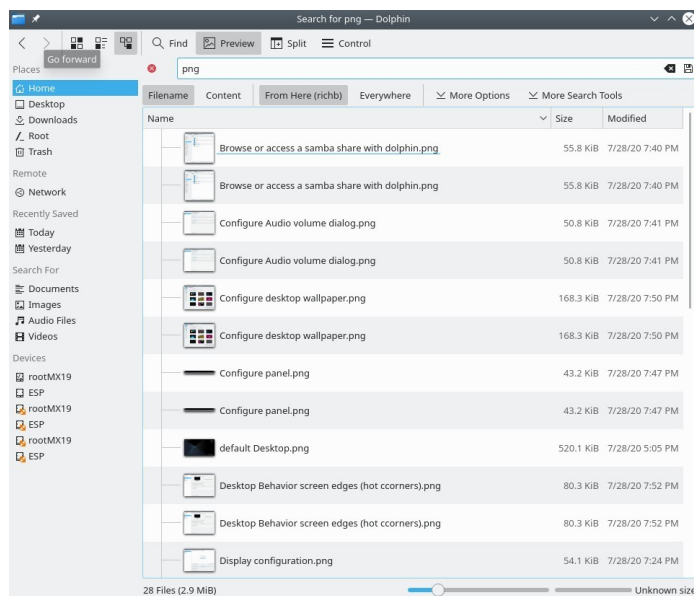 Search for png — Dolphin
Find Preview Split Control
Go forward
Places
Home
Desktop
Downloads
Root
Trash
Remote
Network
Recently Saved
Today
Yesterday
Search For
Documents
Images
Audio Files
Videos
Devices
rootMX19
ESP
rootMX19
ESP
rootMX19
ESP
png
Filename Content From Here (richb) Everywhere More Options More Search Tools
Name Size Modified
Browse or access a samba share with dolphin.png 55.8 KiB 7/28/20 7:40 PM
Browse or access a samba share with dolphin.png 55.8 KiB 7/28/20 7:40 PM
Configure Audio volume dialog.png 50.8 KiB 7/28/20 7:41 PM
Configure Audio volume dialog.png 50.8 KiB 7/28/20 7:41 PM
Configure desktop wallpaper.png 168.3 KiB 7/28/20 7:50 PM
Configure desktop wallpaper.png 168.3 KiB 7/28/20 7:50 PM
Configure panel.png 43.2 KiB 7/28/20 7:47 PM
Configure panel.png 43.2 KiB 7/28/20 7:47 PM
default Desktop.png 520.1 KiB 7/28/20 5:05 PM
Desktop Behavior screen edges (hot ccorners).png 80.3 KiB 7/28/20 7:52 PM
Desktop Behavior screen edges (hot ccorners).png 80.3 KiB 7/28/20 7:52 PM
Display configuration.png 54.1 KiB 7/28/20 7:24 PM
28 Files (2.9 MiB) Unknown size